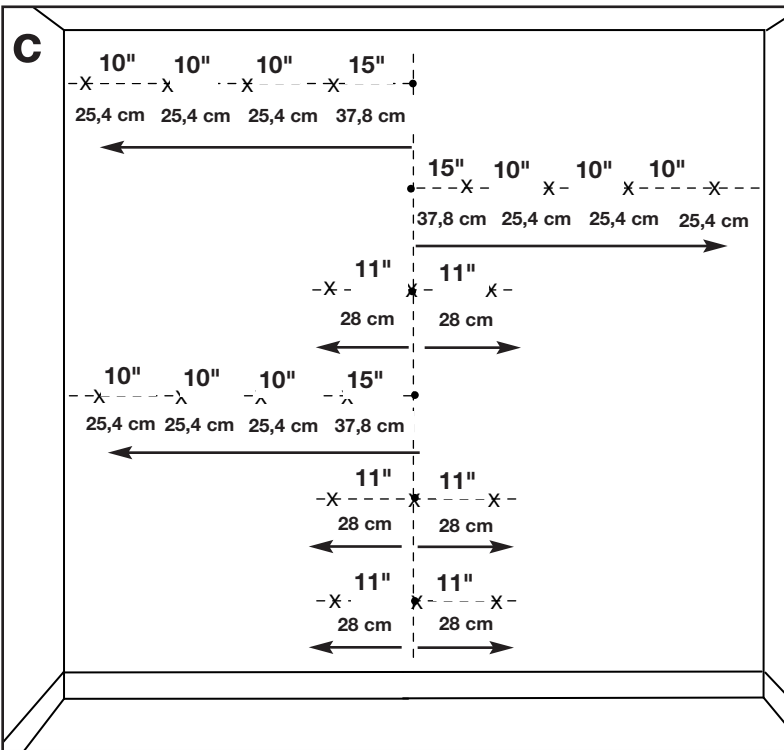 C
10" 10" 10" 15"
X X X X
25,4 cm 25,4 cm 25,4 cm 37,8 cm
15" 10" 10" 10"
X X X X
37,8 cm 25,4 cm 25,4 cm 25,4 cm
11" 11"
X X X
28 cm 28 cm
10" 10" 10" 15"
X X X X
25,4 cm 25,4 cm 25,4 cm 37,8 cm
11" 11"
X X X
28 cm 28 cm
11" 11"
X X X
28 cm 28 cm